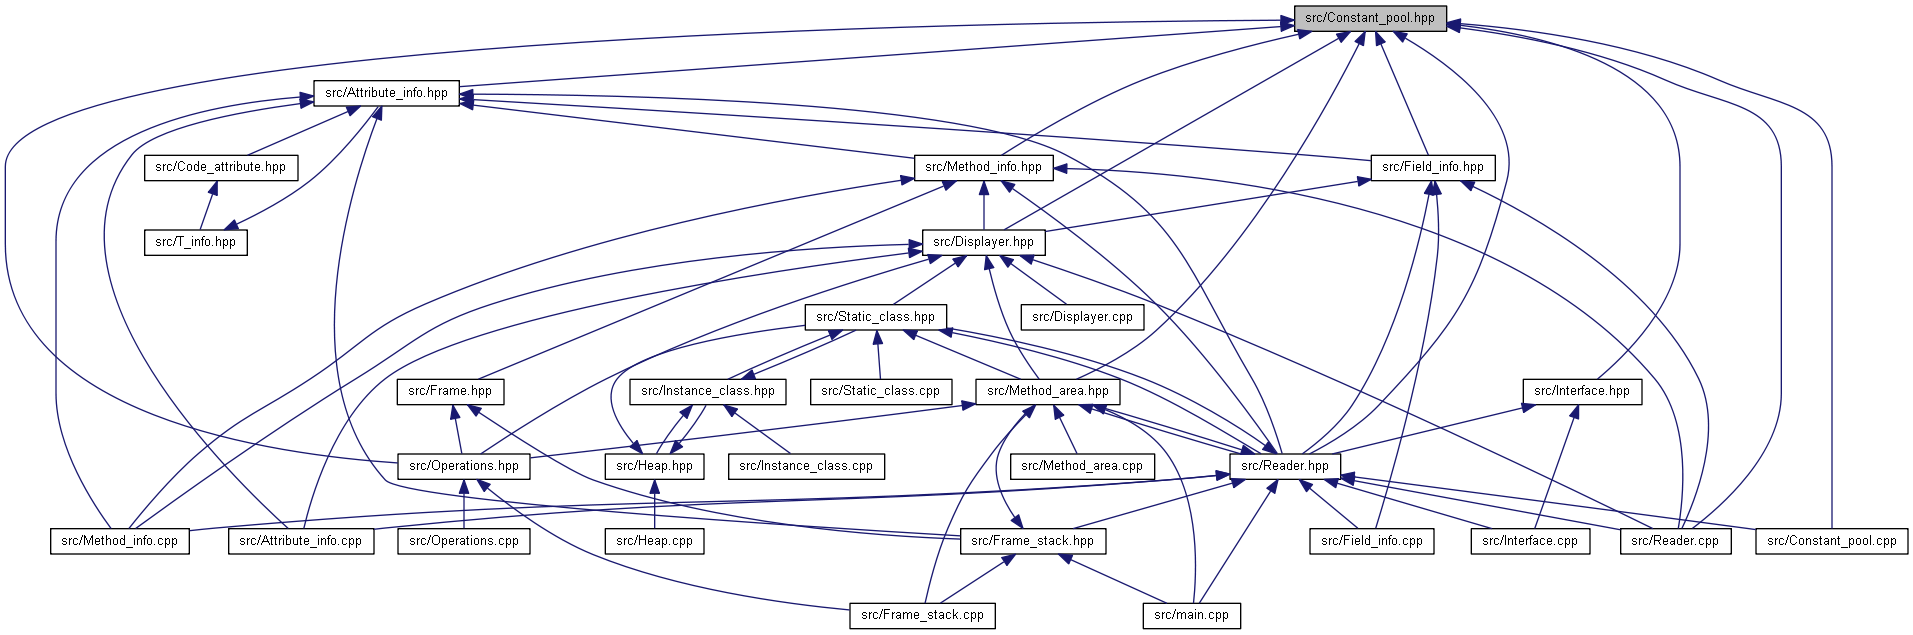 src/Constant_pool.hpp
src/Attribute_info.hpp
src/Code_attribute.hpp
src/Method_info.hpp
src/Field_info.hpp
src/T_info.hpp
src/Displayer.hpp
src/Static_class.hpp
src/Displayer.cpp
src/Frame.hpp
src/Instance_class.hpp
src/Static_class.cpp
src/Method_area.hpp
src/Interface.hpp
src/Operations.hpp
src/Heap.hpp
src/Instance_class.cpp
src/Method_area.cpp
src/Reader.hpp
src/Method_info.cpp
src/Attribute_info.cpp
src/Operations.cpp
src/Heap.cpp
src/Frame_stack.hpp
src/Field_info.cpp
src/Interface.cpp
src/Reader.cpp
src/Constant_pool.cpp
src/Frame_stack.cpp
src/main.cpp